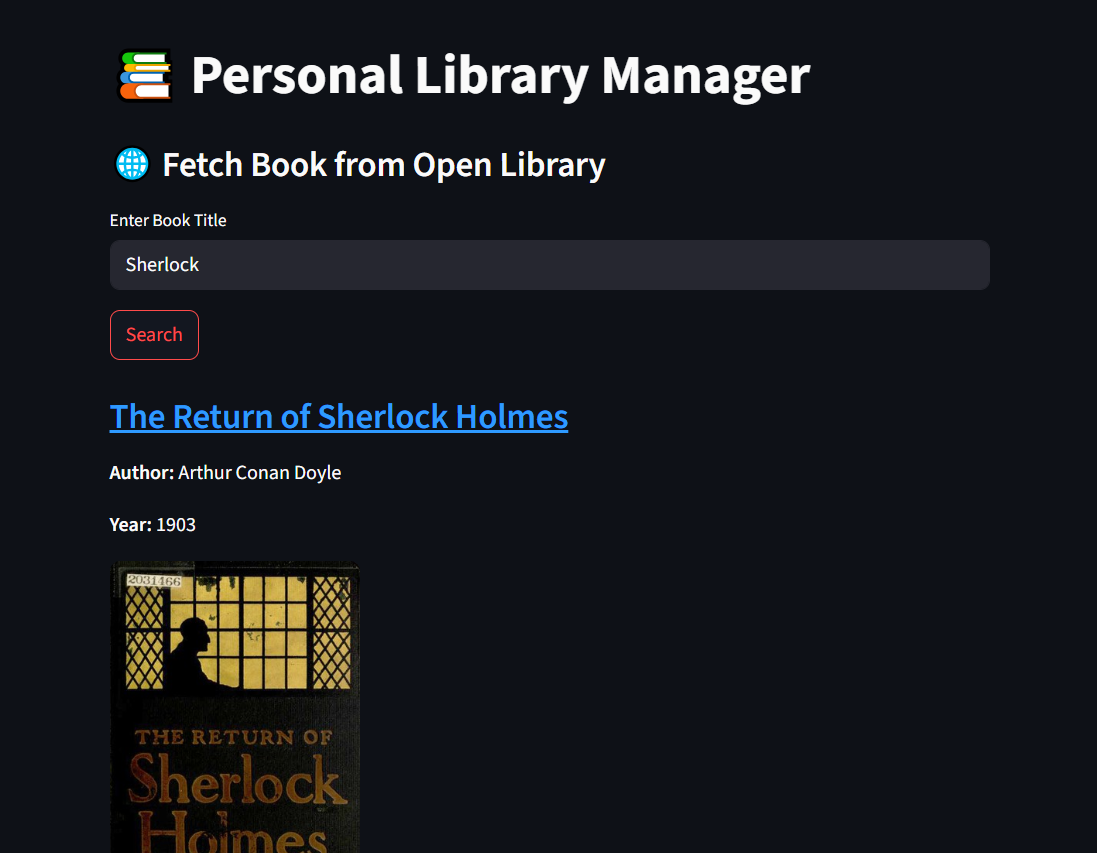 Personal Library Manager
Fetch Book from Open Library
Enter Book Title
Sherlock
Search
The Return of Sherlock Holmes
Author: Arthur Conan Doyle
Year: 1903
2031466
THE RETURN OF
Sherlock
Holmes